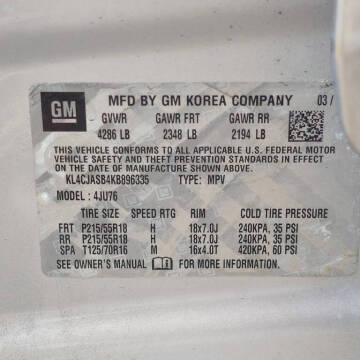 GM MFD BY GM KOREA COMPANY 03/
GVWR GAWR FRT GAWR RR
4286 LB 2348 LB 2194 LB
THIS VEHICLE CONFORMS TO ALL APPLICABLE U.S. FEDERAL MOTOR
VEHICLE SAFETY AND THEFT PREVENTION STANDARDS IN EFFECT
ON THE DATE OF MANUFACTURE SHOWN ABOVE.
KL4CJASB4KB896335 TYPE: MPV
MODEL: 4JU76
TIRE SIZE SPEED RTG RIM COLD TIRE PRESSURE
FRT P215/55R18 H 18x7.0J 240KPA, 35 PSI
RR P215/55R18 H 18x7.0J 240KPA, 35 PSI
SPA T125/70R16 M 16x4.0T 420KPA, 60 PSI
SEE OWNER'S MANUAL FOR MORE INFORMATION